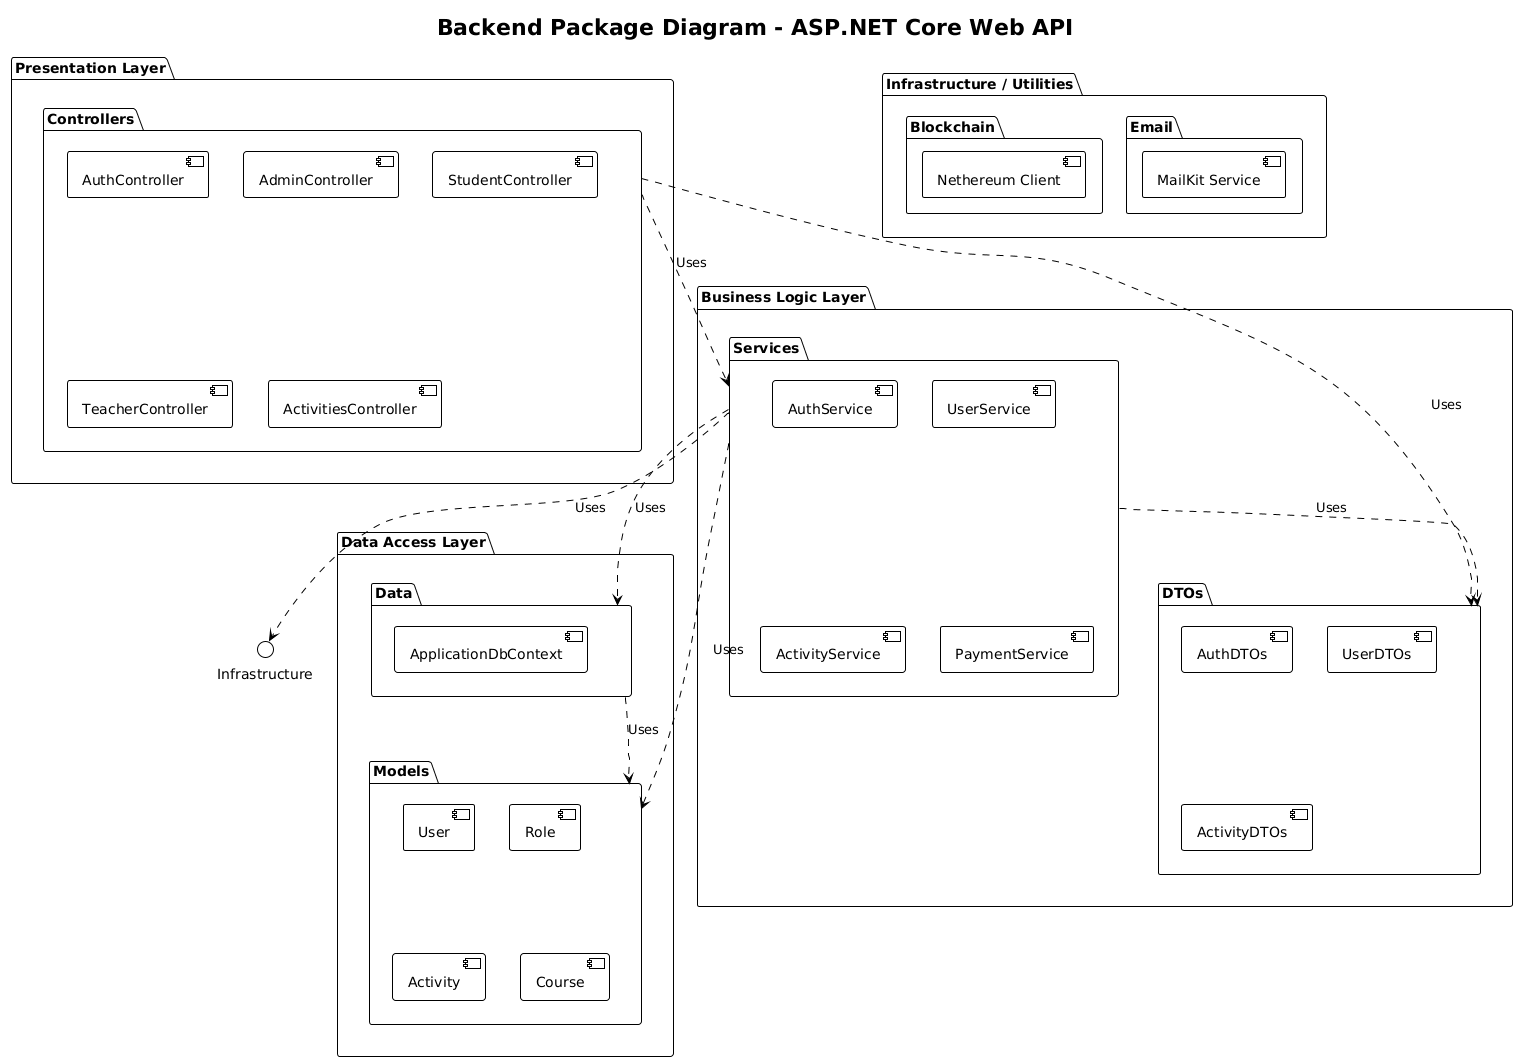 Backend Package Diagram - ASP.NET Core Web API
Presentation Layer
Controllers
AuthController
AdminController
StudentController
TeacherController
ActivitiesController
Infrastructure / Utilities
Blockchain
Nethereum Client
Email
MailKit Service
Uses
Business Logic Layer
Services
AuthService
UserService
ActivityService
PaymentService
Uses
Uses
DTOs
AuthDTOs
UserDTOs
ActivityDTOs
Uses
Uses
Uses
Infrastructure
Data Access Layer
Data
ApplicationDbContext
Uses
Models
User
Role
Activity
Course